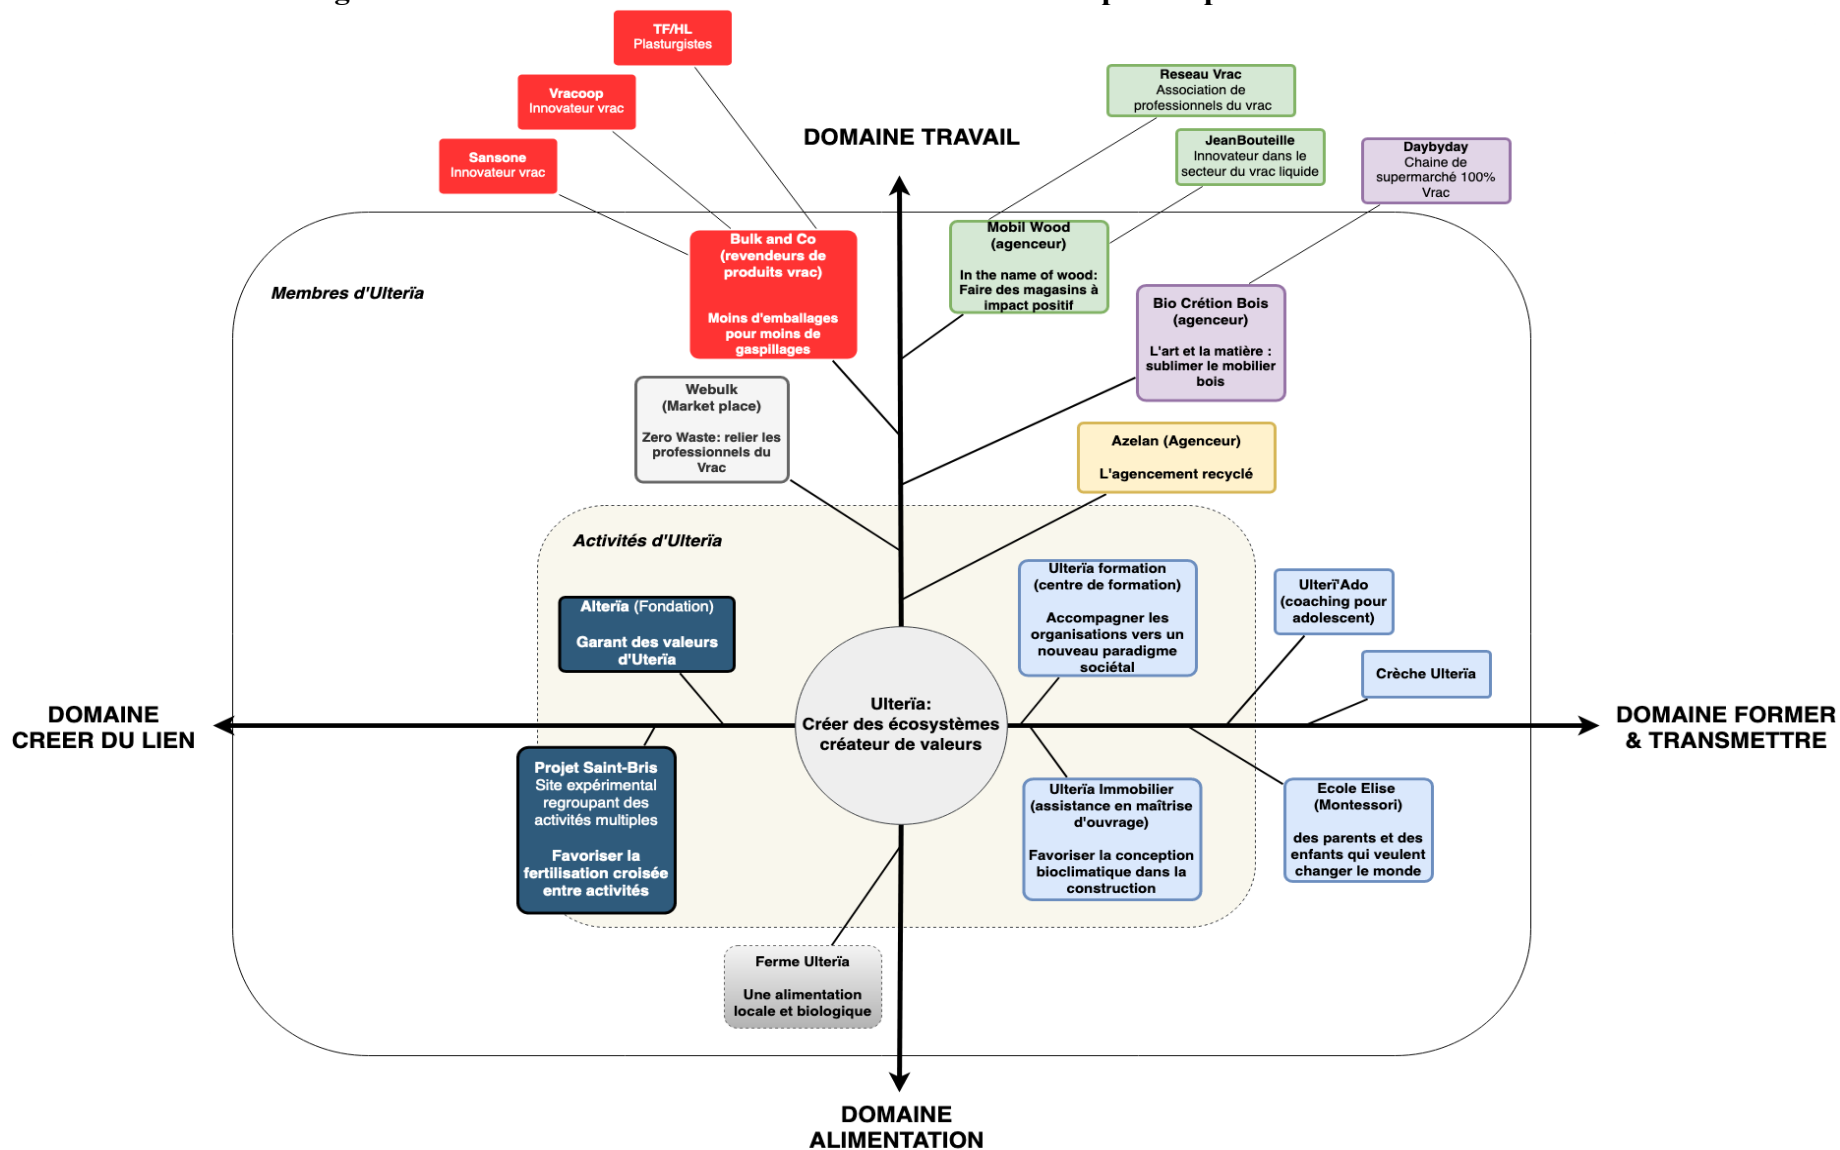 TF/HL
Plasturgistes
Vracoop
Innovateur vrac
Sansone
Innovateur vrac
Reseau Vrac
Association de
professionnels du vrac
JeanBouteille
Innovateur dans le
secteur du vrac liquide
Daybyday
Chaine de
supermarché 100%
Vrac
DOMAINE TRAVAIL
Membres d'Ulterïa
Bulk and Co
(revendeurs de
produits vrac)
Moins d'emballages
pour moins de
gaspillages
Mobil Wood
(agenceur)
In the name of wood:
Faire des magasins à
impact positif
Bio Crétion Bois
(agenceur)
L'art et la matière :
sublimer le mobilier
bois
Webulk
(Market place)
Zero Waste: relier les
professionnels du
Vrac
Azelan (Agenceur)
L'agencement recyclé
Activités d'Ulterïa
Alterïa (Fondation)
Garant des valeurs
d'Uterïa
Ulterïa formation
(centre de formation)
Accompagner les
organisations vers un
nouveau paradigme
sociétal
Ulterï'Ado
(coaching pour
adolescent)
Crèche Ulterïa
DOMAINE
CREER DU LIEN
Ulterïa:
Créer des écosystèmes
créateur de valeurs
DOMAINE FORMER
& TRANSMETTRE
Projet Saint-Bris
Site expérimental
regroupant des
activités multiples
Favoriser la
fertilisation croisée
entre activités
Ulterïa Immobilier
(assistance en maîtrise
d'ouvrage)
Favoriser la conception
bioclimatique dans la
construction
Ecole Elise
(Montessori)
des parents et des
enfants qui veulent
changer le monde
Ferme Ulterïa
Une alimentation
locale et biologique
DOMAINE
ALIMENTATION